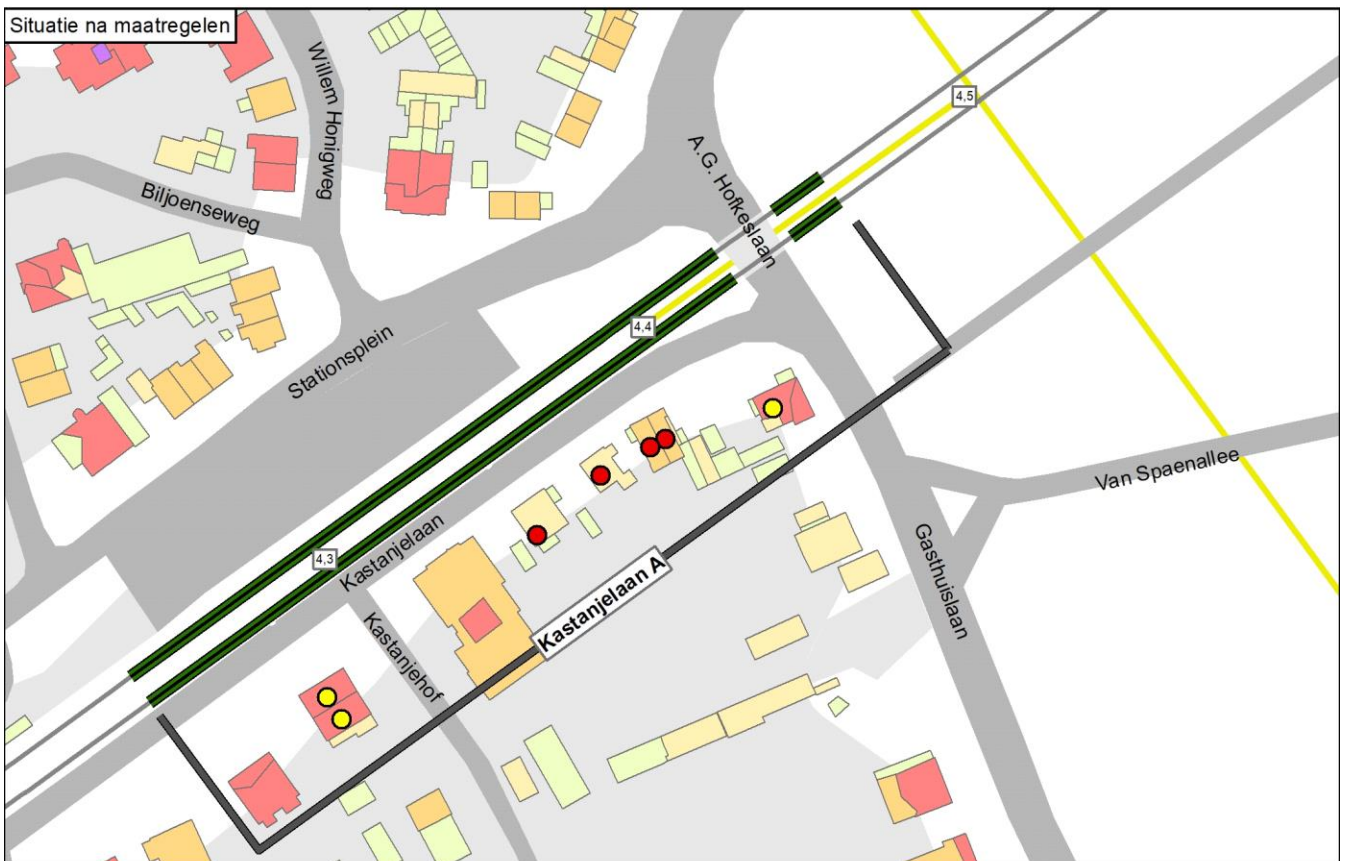 Situatie na maatregelen
Willem Honigweg
4,5
A.G. Hofkeslaan
Biljoenseweg
4,4
Stationsplein
Van Spaenallee
4,3
Kastanjelaan
Kastanjelaan A
Gasthuislaan
Kastanjehof